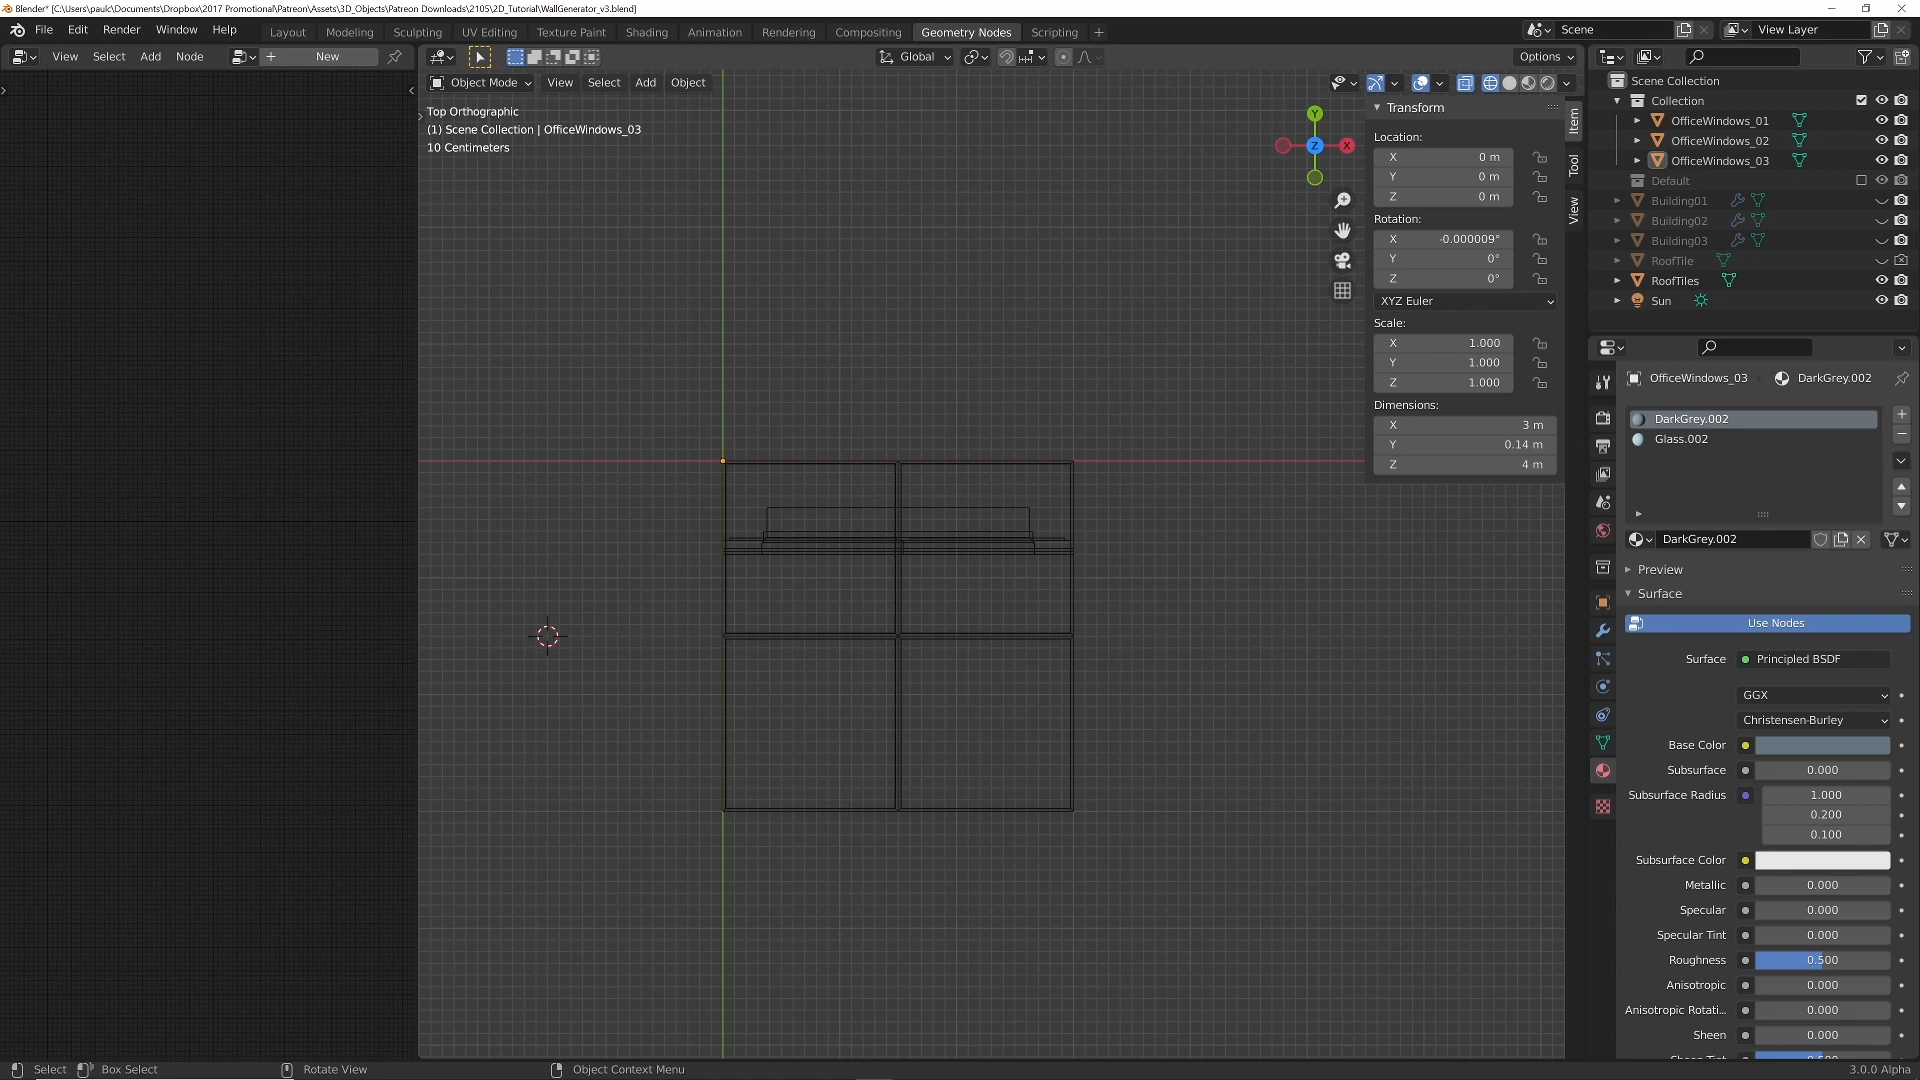 Blender* [C:\Users\paulc\Documents\Dropbox\2017 Promotional\Patreon\Assets\3D_Objects\Patreon Downloads\2105\2D_Tutorial\WallGenerator_v3.blend]
File Edit Render Window Help Layout Modeling Sculpting UV Editing Texture Paint Shading Animation Rendering Compositing Geometry Nodes Scripting + Scene View Layer
View Select Add Node New Global Options
Object Mode View Select Add Object
Top Orthographic
(1) Scene Collection | OfficeWindows_03
10 Centimeters
Y
Z
X
Transform
Location:
X 0 m
Y 0 m
Z 0 m
Rotation:
X -0.000009°
Y 0°
Z 0°
XYZ Euler
Scale:
X 1.000
Y 1.000
Z 1.000
Dimensions:
X 3 m
Y 0.14 m
Z 4 m
Item
Tool
View
Scene Collection
Collection
OfficeWindows_01
OfficeWindows_02
OfficeWindows_03
Default
Building01
Building02
Building03
RoofTile
RoofTiles
Sun
OfficeWindows_03 DarkGrey.002
DarkGrey.002
Glass.002
DarkGrey.002
Preview
Surface
Use Nodes
Surface Principled BSDF
GGX
Christensen-Burley
Base Color
Subsurface 0.000
Subsurface Radius 1.000
0.200
0.100
Subsurface Color
Metallic 0.000
Specular 0.000
Specular Tint 0.000
Roughness 0.500
Anisotropic 0.000
Anisotropic Rotati... 0.000
Sheen 0.000
Sheen Tint 0.500
Select Box Select Rotate View Object Context Menu 3.0.0 Alpha